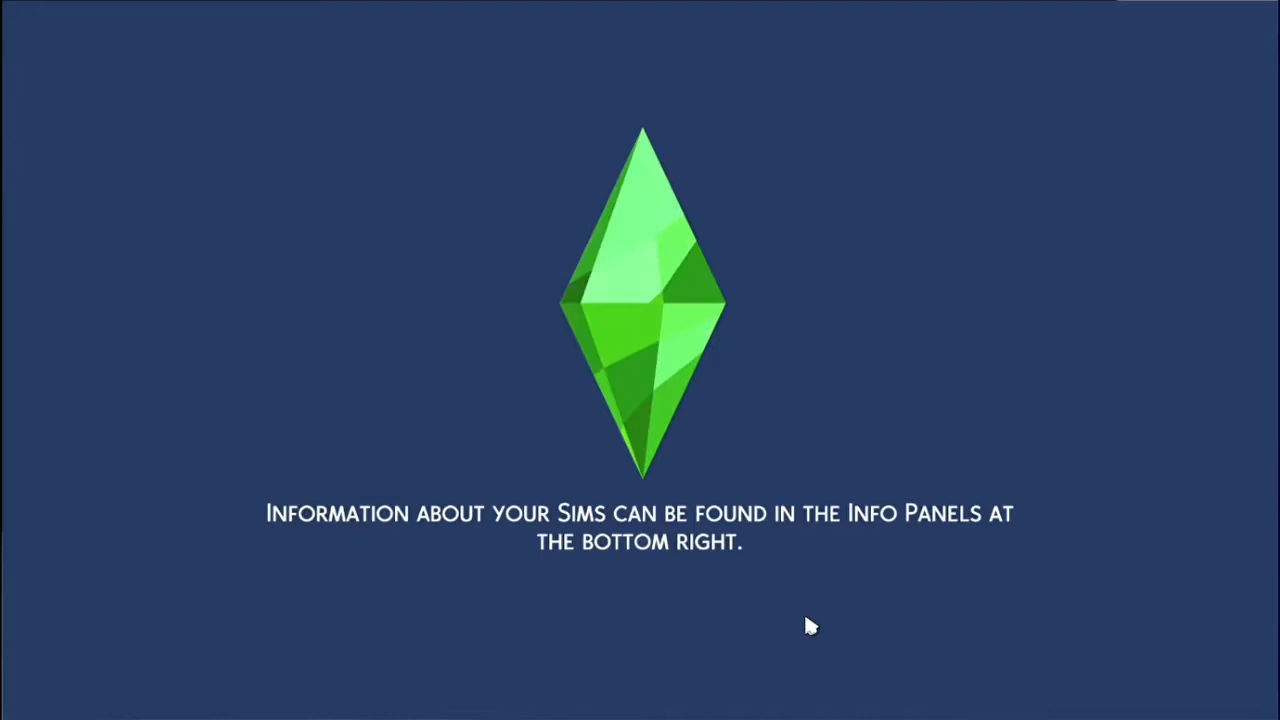 Information about your Sims can be found in the Info Panels at
the bottom right.